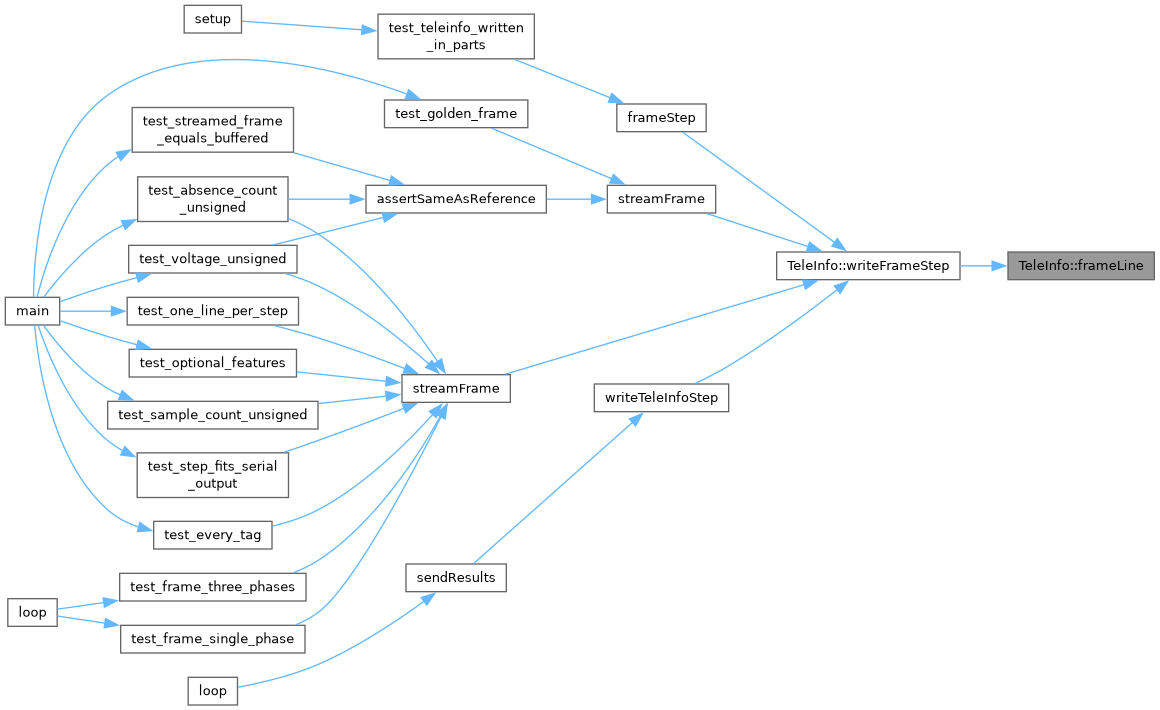 setup
test_teleinfo_written
_in_parts
test_golden_frame
frameStep
test_streamed_frame
_equals_buffered
test_absence_count
_unsigned
assertSameAsReference
streamFrame
test_voltage_unsigned
TeleInfo::writeFrameStep
TeleInfo::frameLine
main
test_one_line_per_step
test_optional_features
streamFrame
writeTeleInfoStep
test_sample_count_unsigned
test_step_fits_serial
_output
test_every_tag
test_frame_three_phases
sendResults
loop
test_frame_single_phase
loop